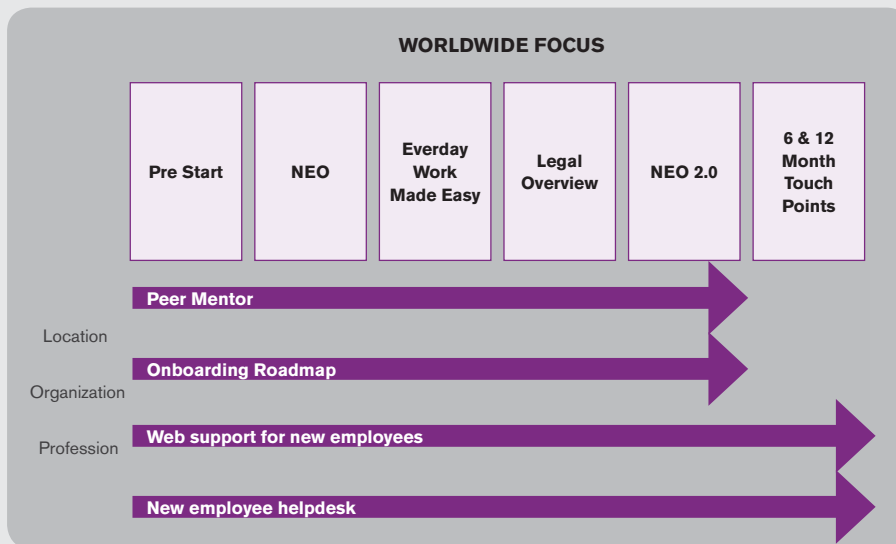 WORLDWIDE FOCUS
Pre Start
NEO
Everday
Work
Made Easy
Legal
Overview
NEO 2.0
6 & 12
Month
Touch
Points
Peer Mentor
Location
Onboarding Roadmap
Organization
Web support for new employees
Profession
New employee helpdesk